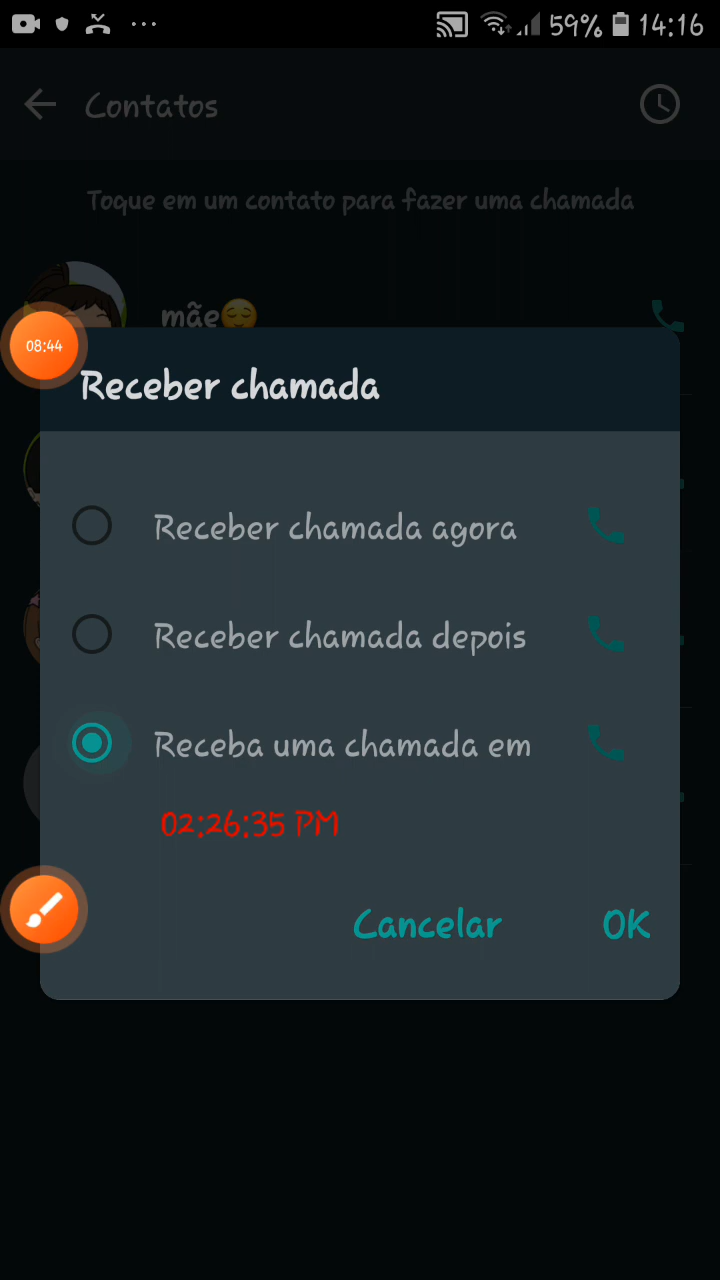 59% 14:16
Contatos
Toque em um contato para fazer uma chamada
mãe😌
08:44
Receber chamada
Receber chamada agora
Receber chamada depois
Receba uma chamada em
02:26:35 PM
Cancelar OK